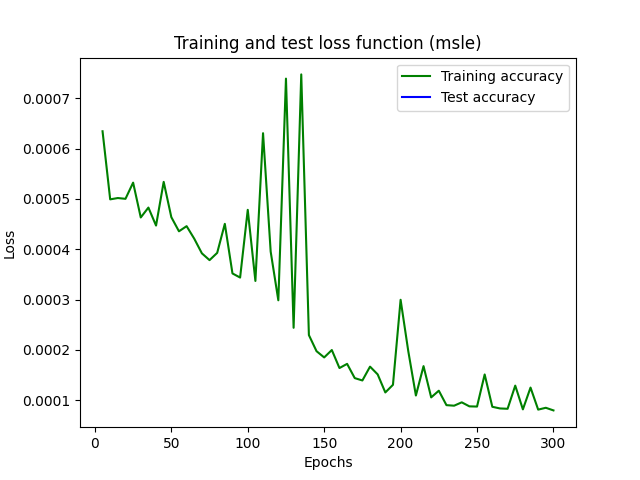 Training and test loss function (msle)
Training accuracy
Test accuracy
0.0007
0.0006
0.0005
0.0004
0.0003
0.0002
0.0001
Loss
0 50 100 150 200 250 300
Epochs